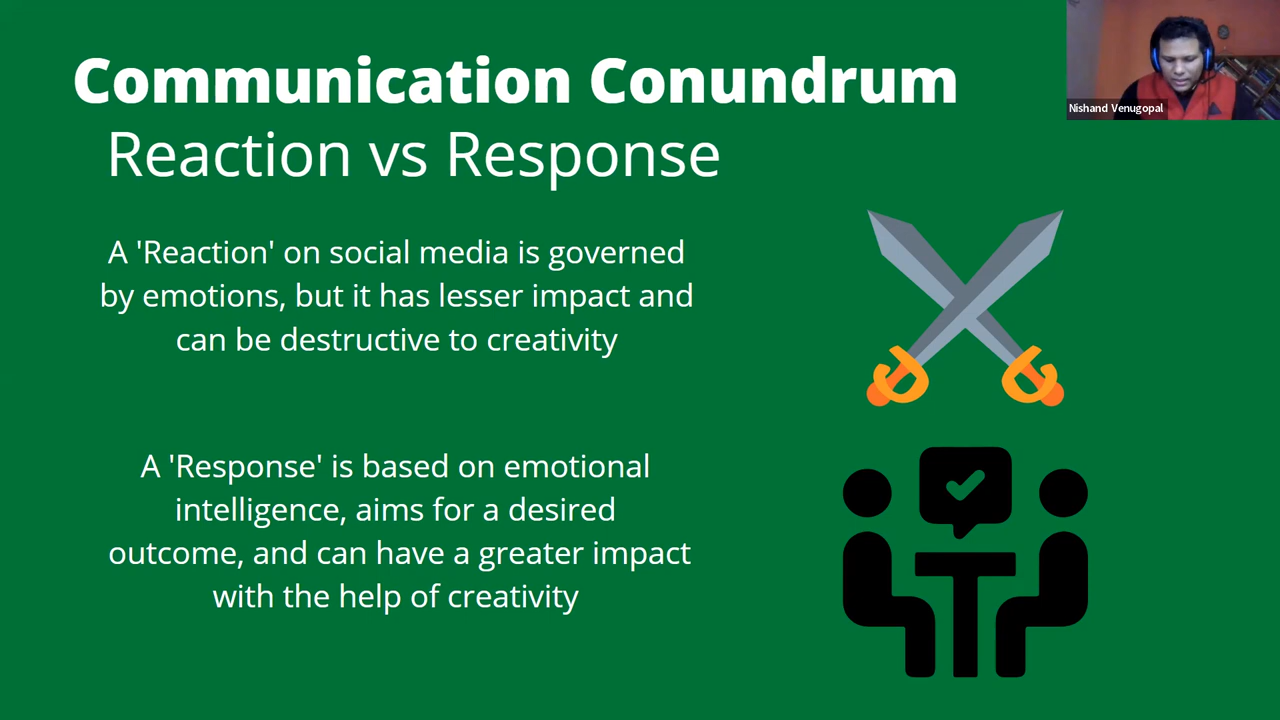 Communication Conundrum
Reaction vs Response
Nishand Venugopal
A 'Reaction' on social media is governed
by emotions, but it has lesser impact and
can be destructive to creativity
A 'Response' is based on emotional
intelligence, aims for a desired
outcome, and can have a greater impact
with the help of creativity